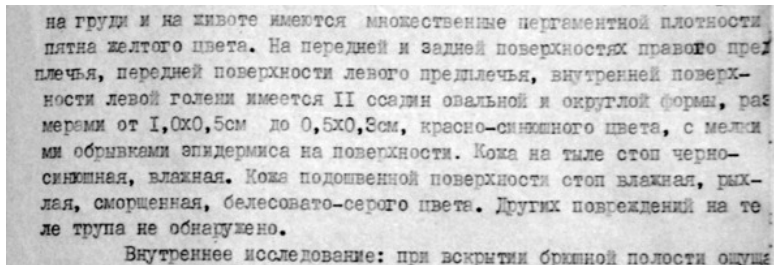 на груди и на животе имеются множественные пергаментной плотности
пятна желтого цвета. На передней и задней поверхностях правого пред
плечья, передней поверхности левого предплечья, внутренней поверх-
ности левой голени имеется II ссадин овальной и округлой формы, раз
мерами от I,0х0,5см до 0,5х0,3см, красно-синюшного цвета, с мелки
ми обрывками эпидермиса на поверхности. Кожа на тыле стоп черно-
синюшная, влажная. Кожа подошвенной поверхности стоп влажная, рых-
лая, сморщенная, белесовато-серого цвета. Других повреждений на те
ле трупа не обнаружено.
Внутреннее исследование: при вскрытии брюшной полости ощуща